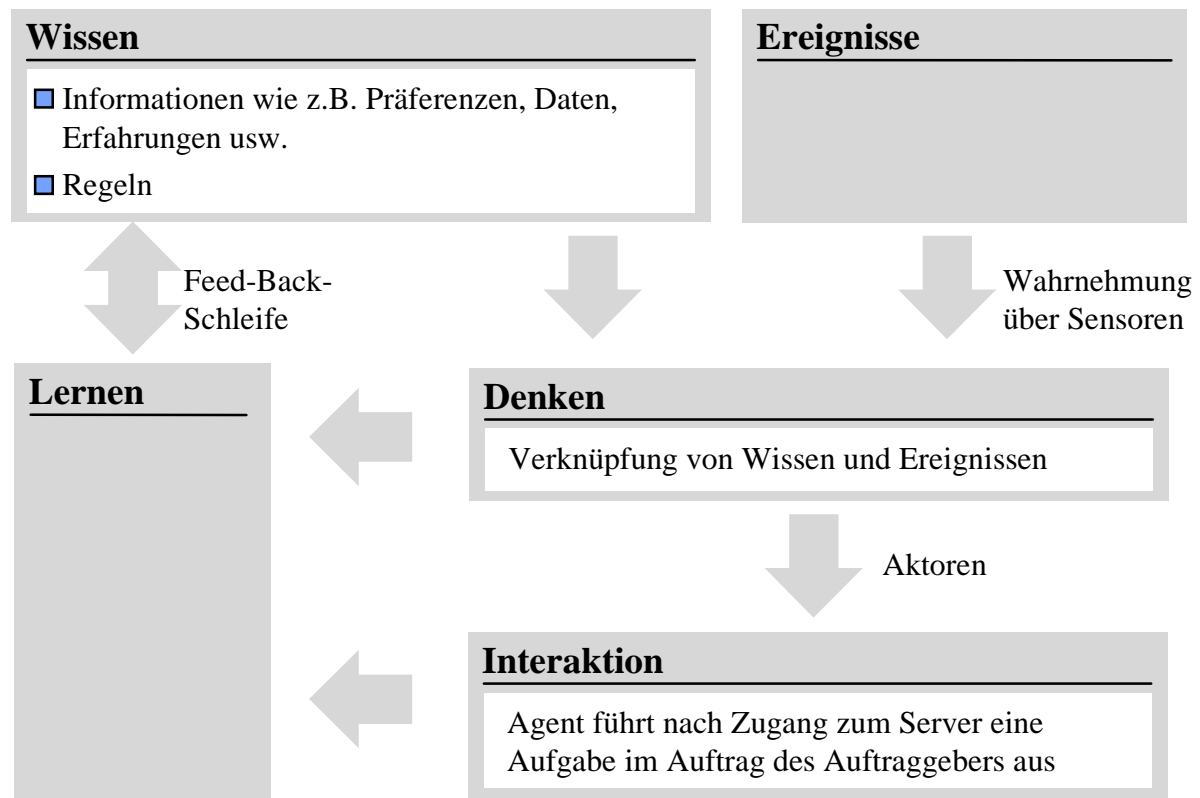 Wissen
Informationen wie z.B. Präferenzen, Daten,
Erfahrungen usw.
Regeln
Ereignisse
Feed-Back-
Schleife
Wahrnehmung
über Sensoren
Lernen
Denken
Verknüpfung von Wissen und Ereignissen
Aktoren
Interaktion
Agent führt nach Zugang zum Server eine
Aufgabe im Auftrag des Auftraggebers aus